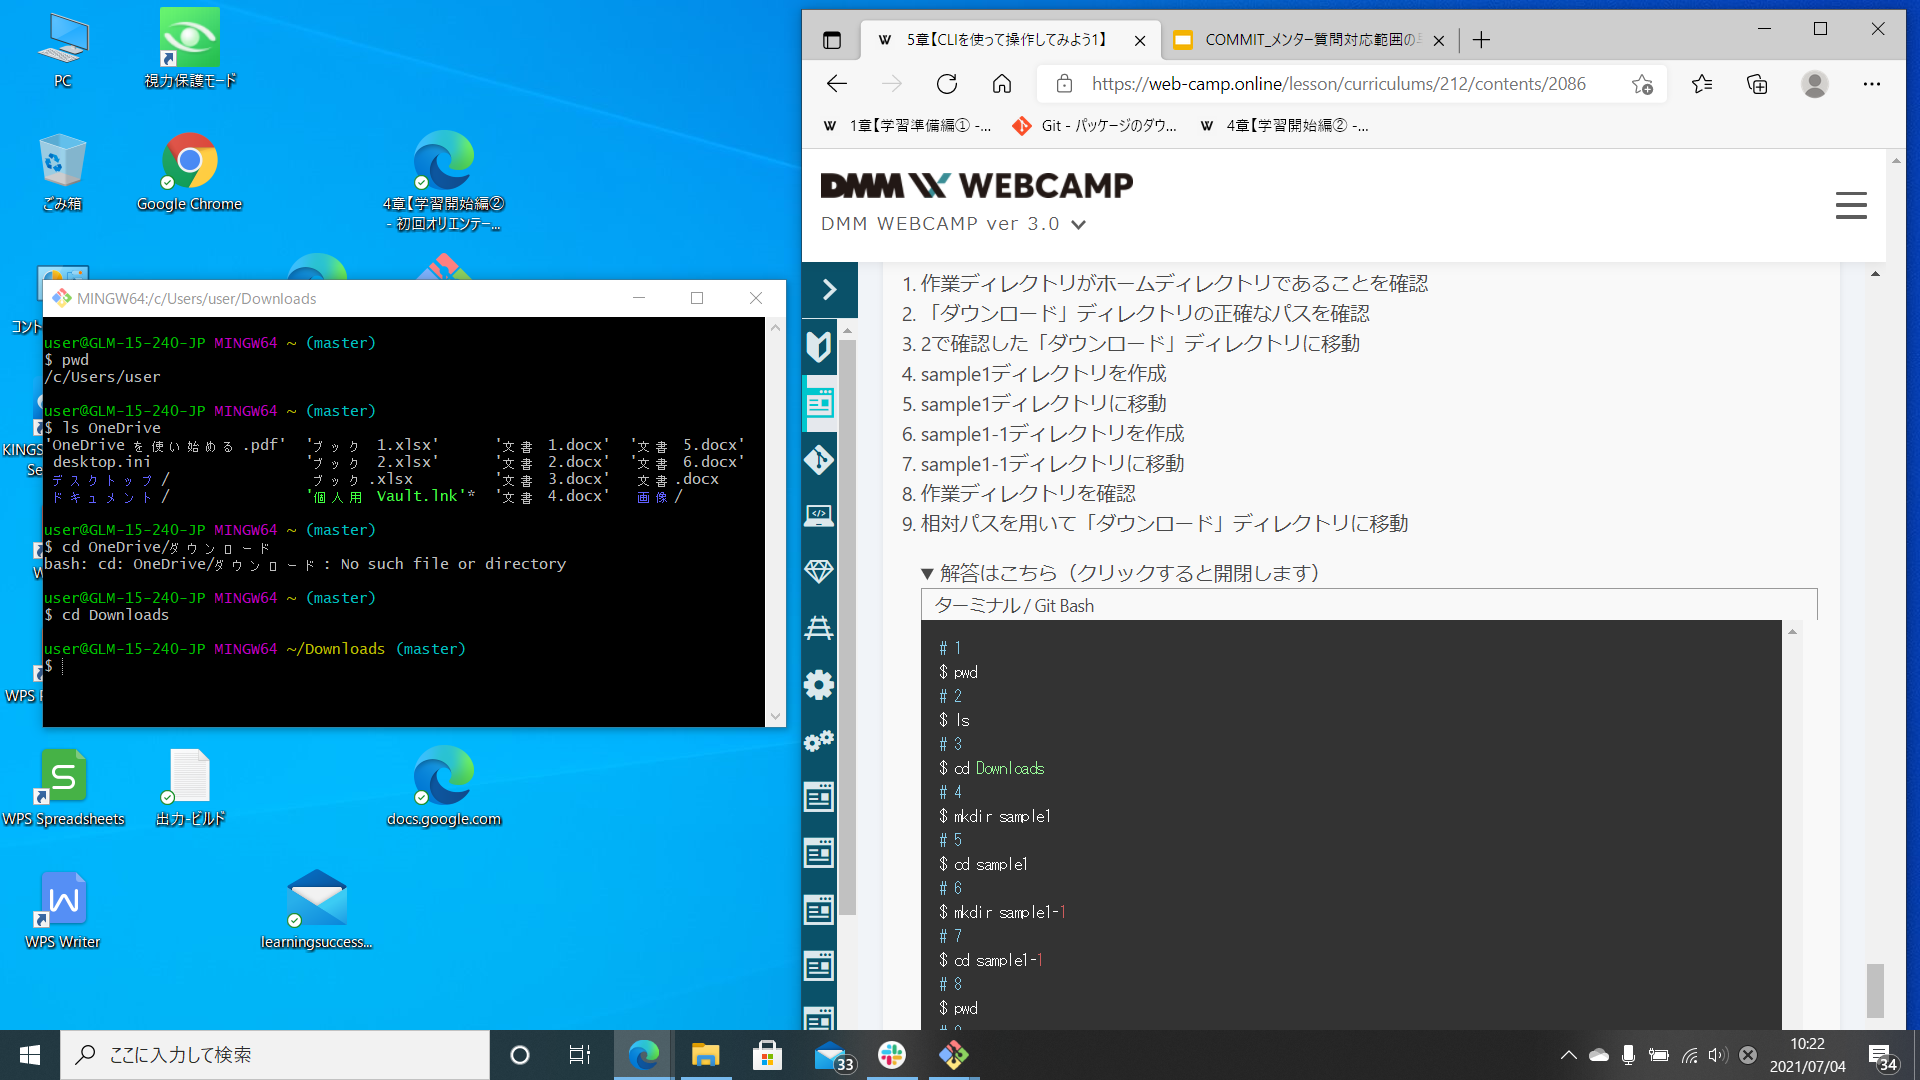 PC
視力保護モード
ごみ箱
Google Chrome
4章【学習開始編②
- 初回オリエンテー...
コント
KINGS
Se
W
WPS P
WPS Spreadsheets
出力-ビルド
docs.google.com
WPS Writer
learningsuccess...
MINGW64:/c/Users/user/Downloads
user@GLM-15-240-JP MINGW64 ~ (master)
$ pwd
/c/Users/user
user@GLM-15-240-JP MINGW64 ~ (master)
$ ls OneDrive
'OneDrive を使い始める.pdf' 'ブック 1.xlsx' '文書 1.docx' '文書 5.docx'
desktop.ini 'ブック 2.xlsx' '文書 2.docx' '文書 6.docx'
デスクトップ/ ブック.xlsx '文書 3.docx' 文書.docx
ドキュメント/ '個人用 Vault.lnk'* '文書 4.docx' 画像/
user@GLM-15-240-JP MINGW64 ~ (master)
$ cd OneDrive/ダウンロード
bash: cd: OneDrive/ダウンロード: No such file or directory
user@GLM-15-240-JP MINGW64 ~ (master)
$ cd Downloads
user@GLM-15-240-JP MINGW64 ~/Downloads (master)
$
5章【CLIを使って操作してみよう1】
COMMIT_メンター質問対応範囲の
https://web-camp.online/lesson/curriculums/212/contents/2086
1章【学習準備編① -...
Git - パッケージのダウ...
4章【学習開始編② -...
DMM WEBCAMP
DMM WEBCAMP ver 3.0
1. 作業ディレクトリがホームディレクトリであることを確認
2. 「ダウンロード」ディレクトリの正確なパスを確認
3. 2で確認した「ダウンロード」ディレクトリに移動
4. sample1ディレクトリを作成
5. sample1ディレクトリに移動
6. sample1-1ディレクトリを作成
7. sample1-1ディレクトリに移動
8. 作業ディレクトリを確認
9. 相対パスを用いて「ダウンロード」ディレクトリに移動
▼ 解答はこちら（クリックすると開閉します）
ターミナル / Git Bash
# 1
$ pwd
# 2
$ ls
# 3
$ cd Downloads
# 4
$ mkdir sample1
# 5
$ cd sample1
# 6
$ mkdir sample1-1
# 7
$ cd sample1-1
# 8
$ pwd
ここに入力して検索
33
10:22
2021/07/04
34